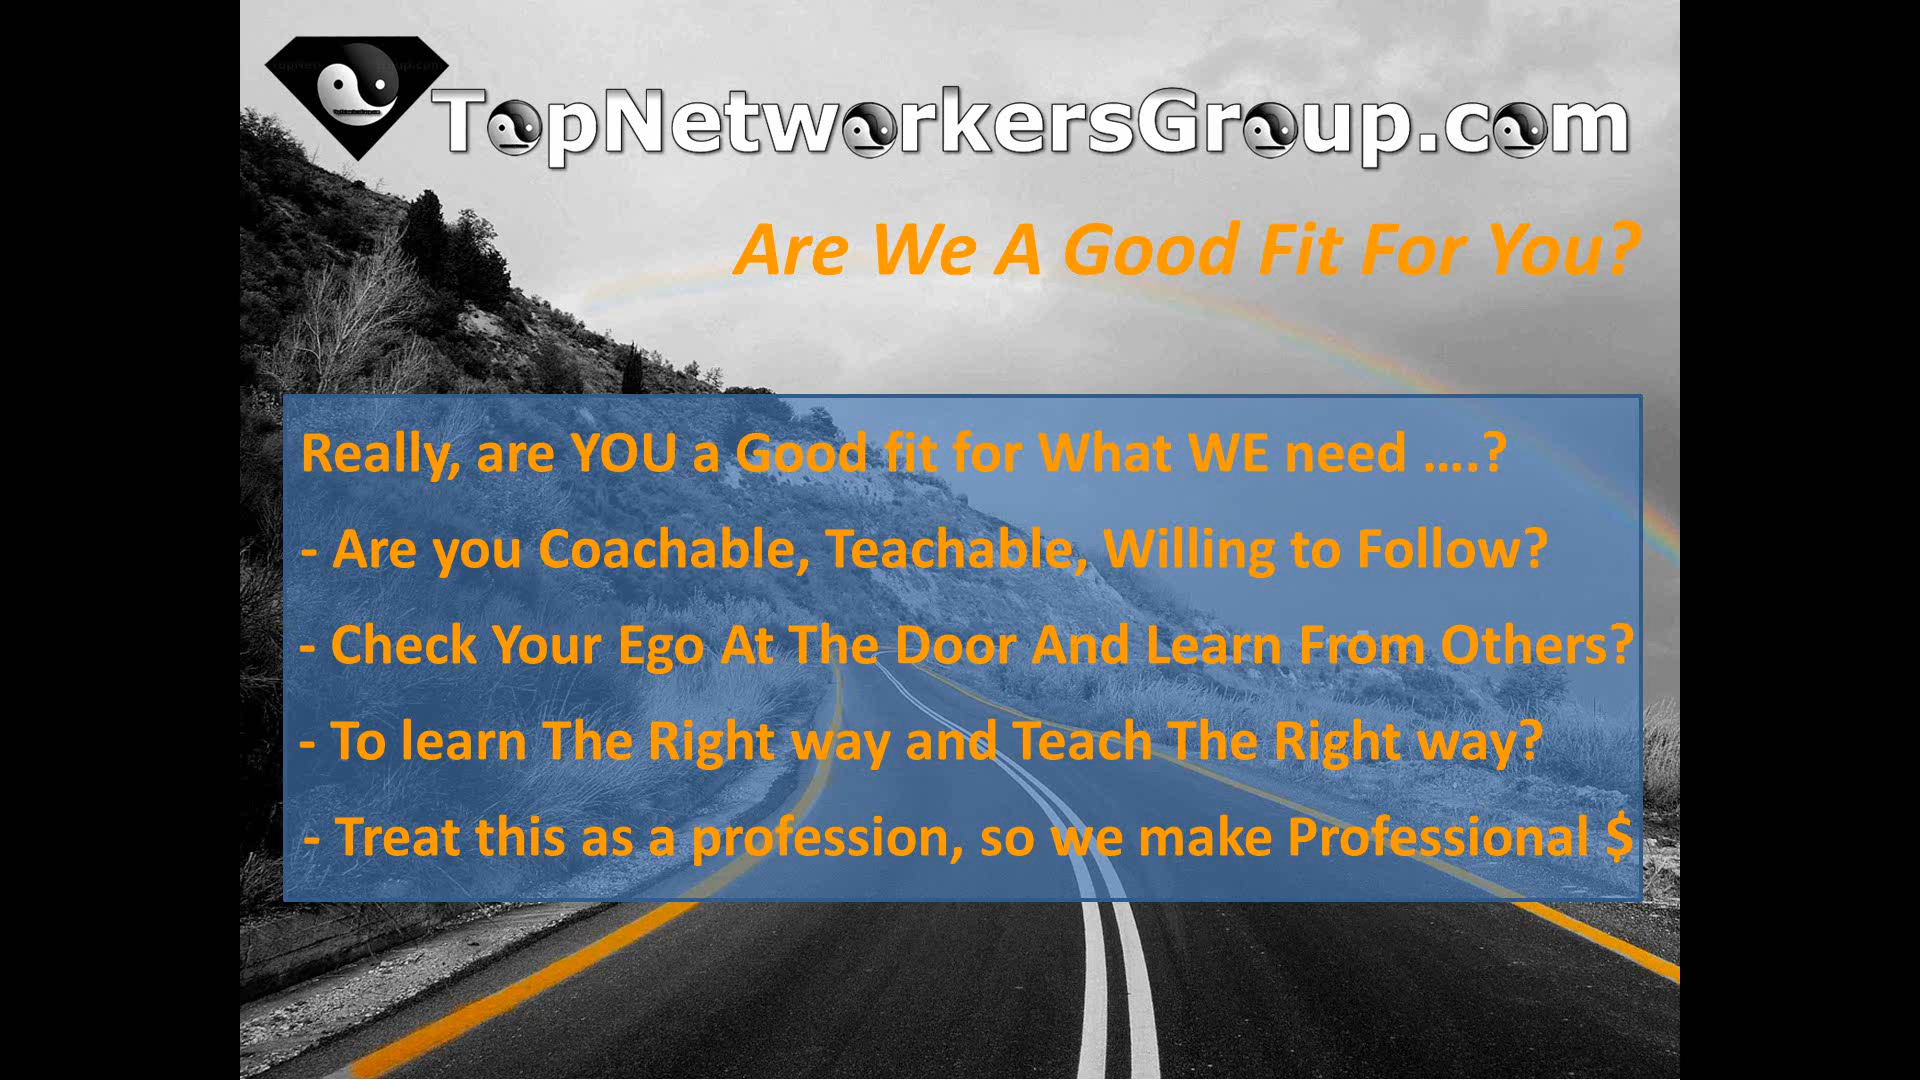 TopNetworkersGroup.com
Are We A Good Fit For You?
Really, are YOU a Good fit for What WE need ....?
- Are you Coachable, Teachable, Willing to Follow?
- Check Your Ego At The Door And Learn From Others?
- To learn The Right way and Teach The Right way?
- Treat this as a profession, so we make Professional $